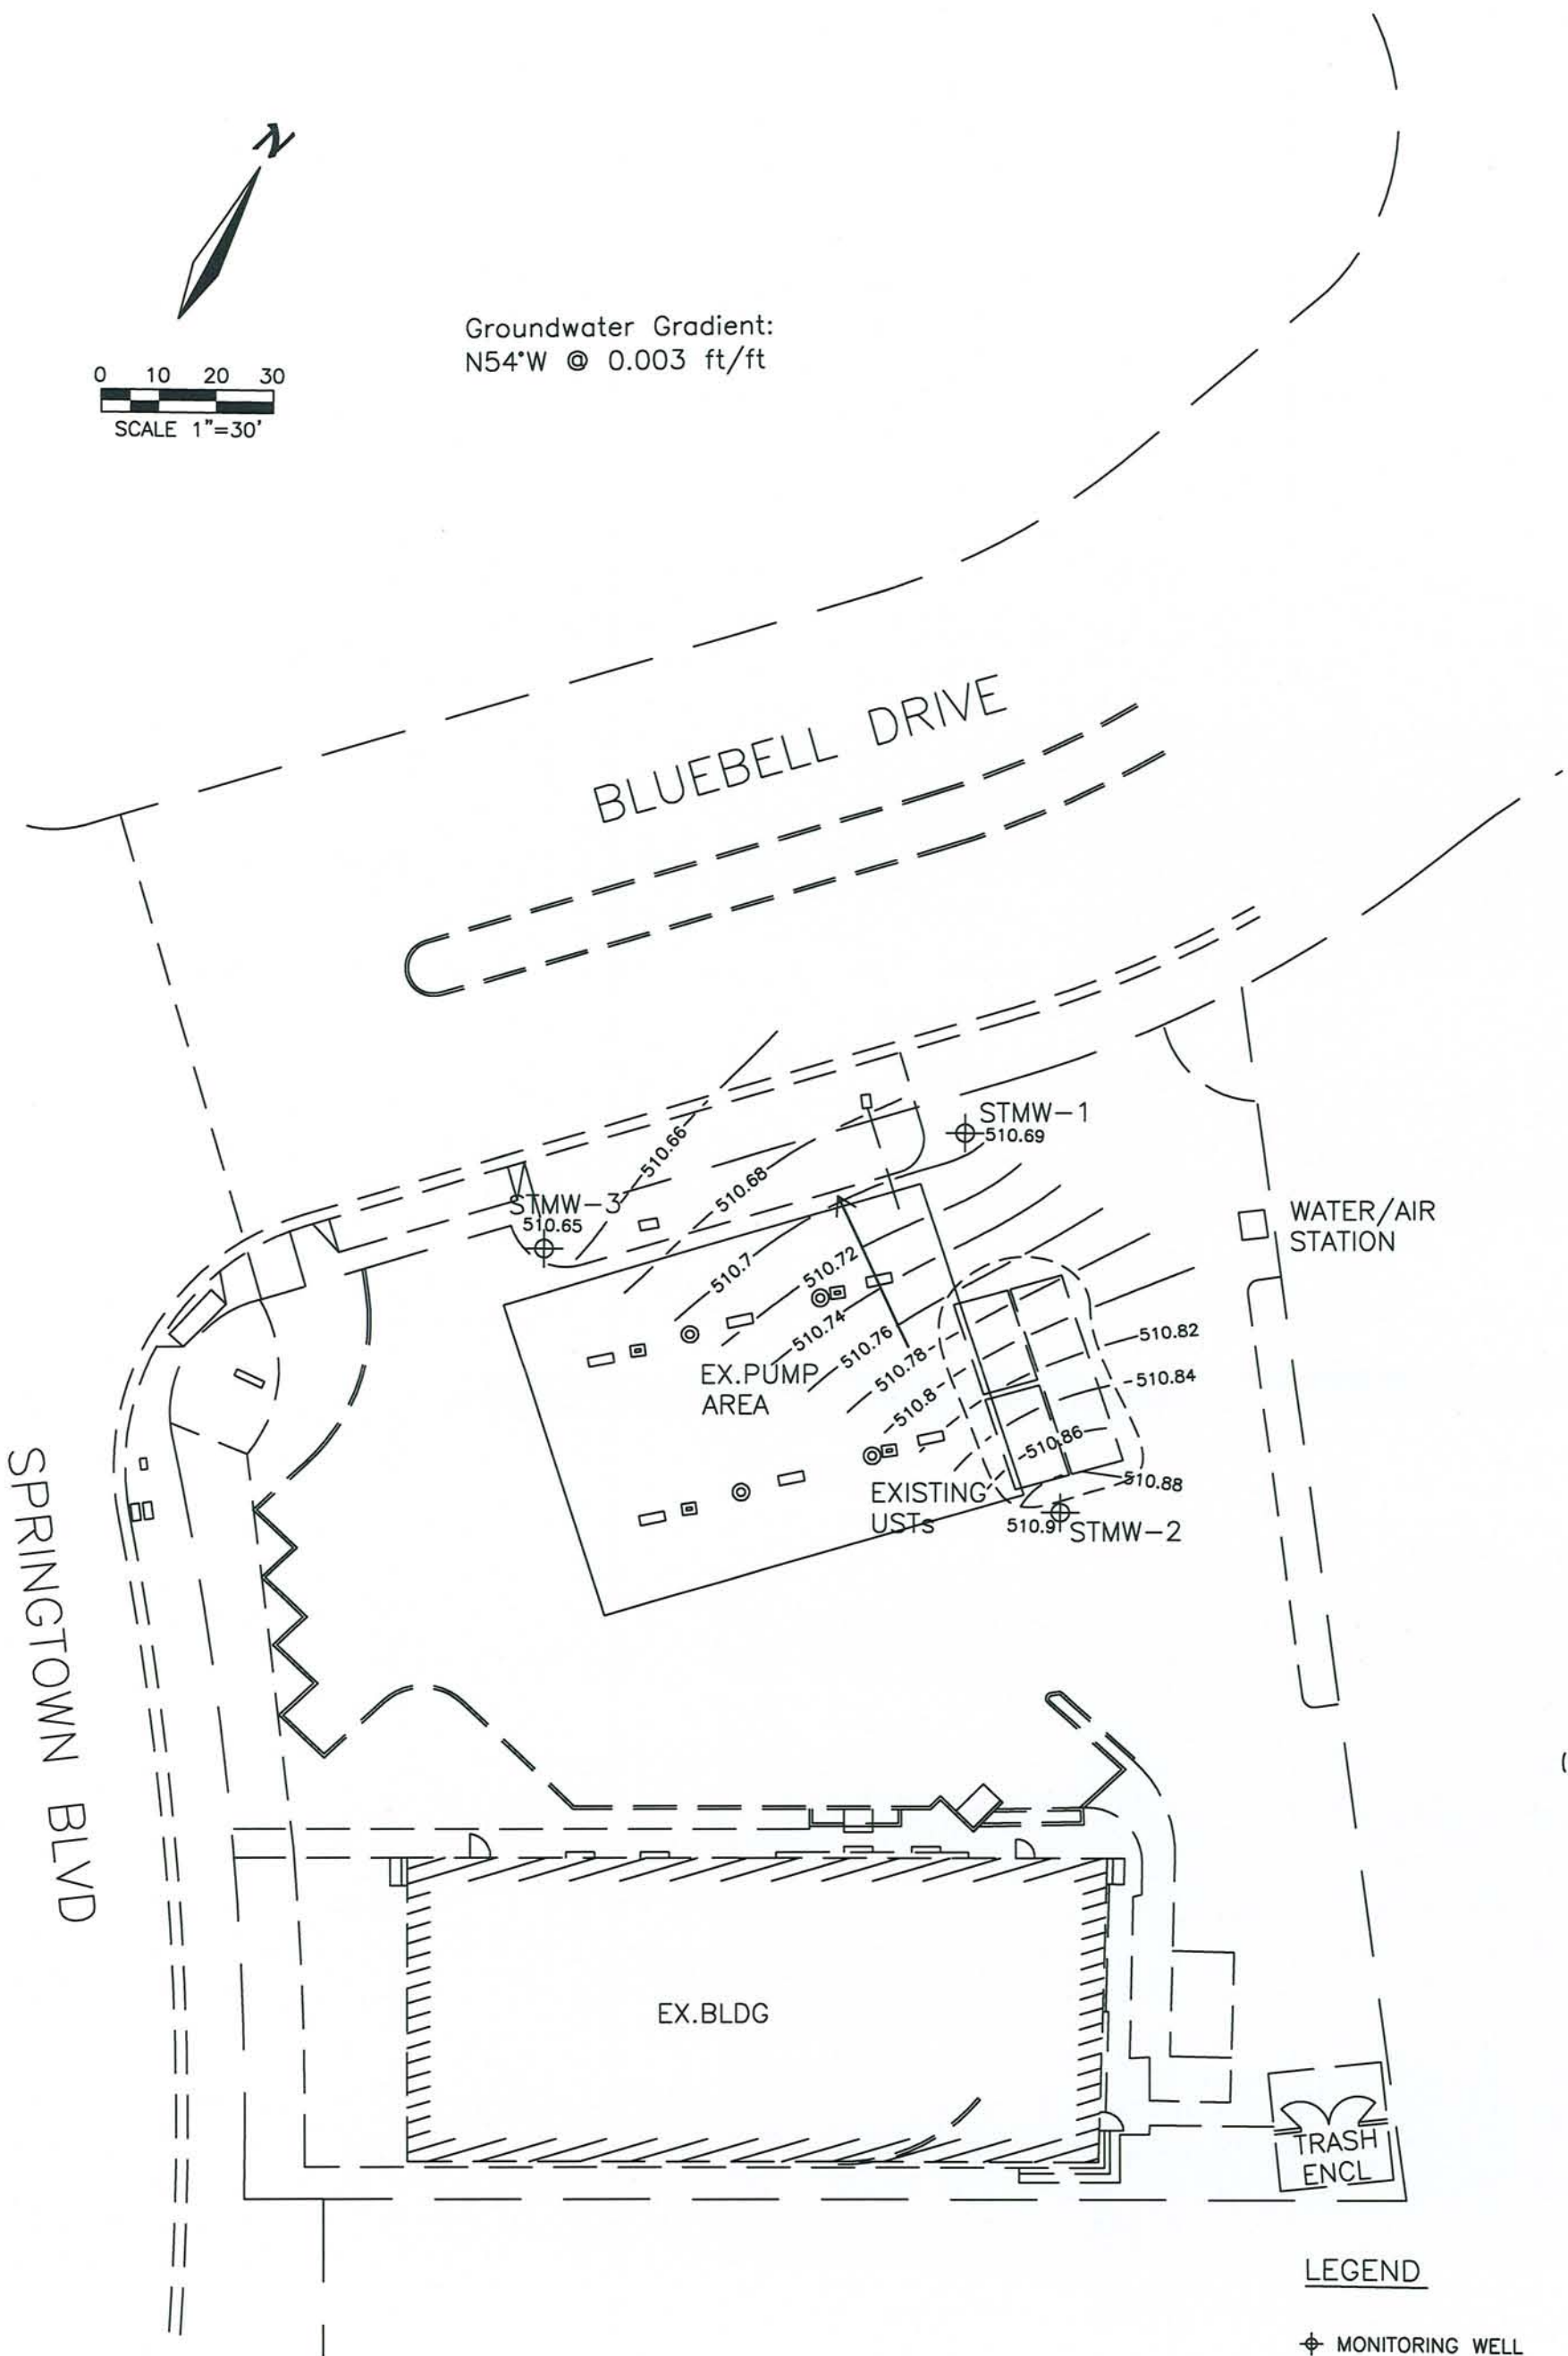 N
Groundwater Gradient:
N54°W @ 0.003 ft/ft
0 10 20 30
SCALE 1"=30'
BLUEBELL DRIVE
STMW-1
510.69
510.66
510.68
STMW-3
510.65
WATER/AIR
STATION
510.7
510.72
510.74
510.76
510.78
510.8
510.82
510.84
510.86
510.88
EX.PUMP
AREA
EXISTING
USTs
510.91
STMW-2
SPRINGTOWN BLVD
EX.BLDG
TRASH
ENCL
LEGEND
MONITORING WELL